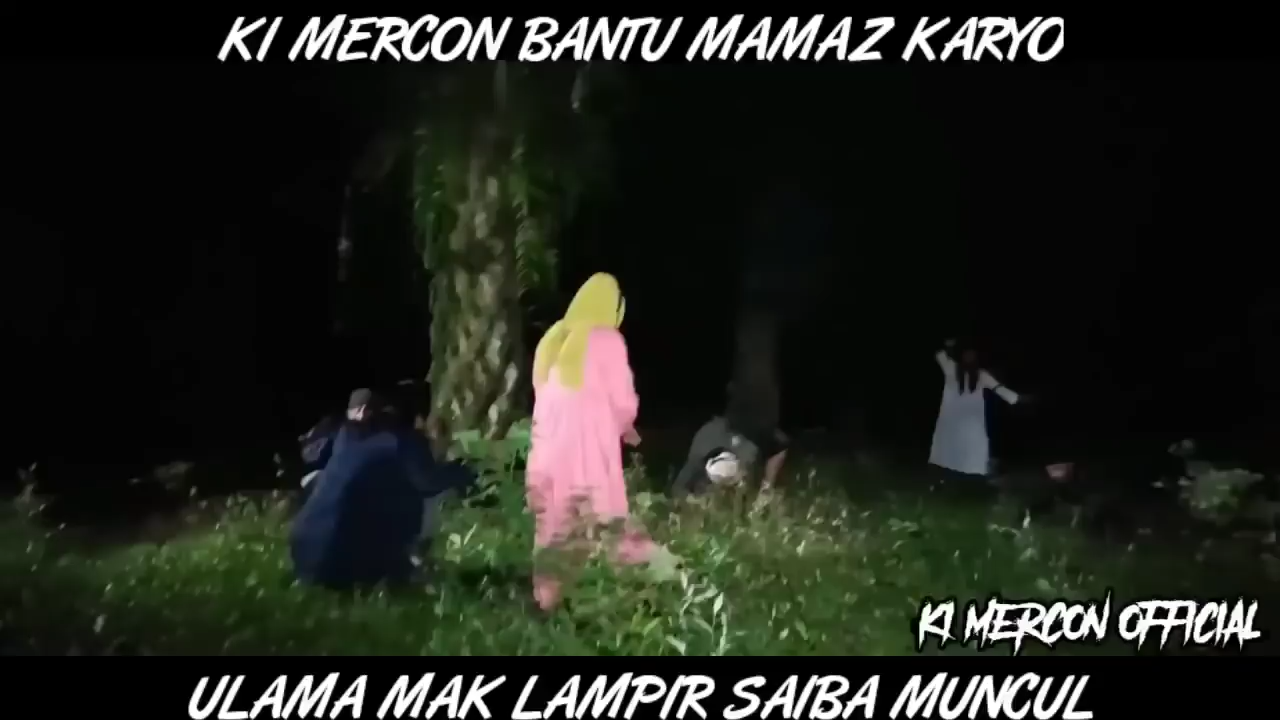 KI MERCON BANTU MAMAZ KARYO
KI MERCON OFFICIAL
ULAMA MAK LAMPIR SAIBA MUNCUL